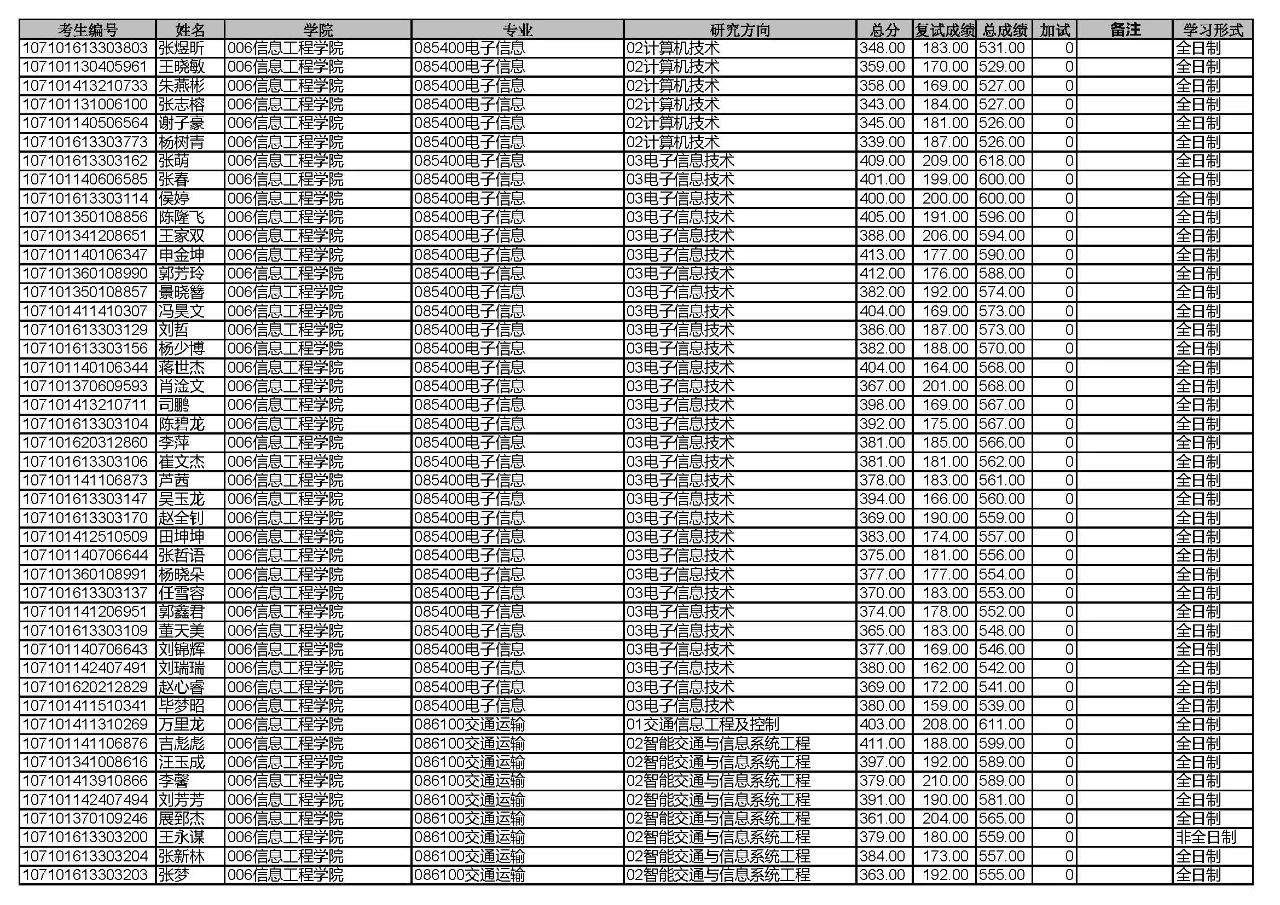 考生编号 姓名 学院 专业 研究方向 总分 复试成绩 总成绩 加试 备注 学习形式
107101613303803 张煜昕 006信息工程学院 085400电子信息 02计算机技术 348.00 183.00 531.00 0 全日制
107101130405961 王晓敏 006信息工程学院 085400电子信息 02计算机技术 359.00 170.00 529.00 0 全日制
107101413210733 朱燕彬 006信息工程学院 085400电子信息 02计算机技术 358.00 169.00 527.00 0 全日制
107101131006100 张志榕 006信息工程学院 085400电子信息 02计算机技术 343.00 184.00 527.00 0 全日制
107101140506564 谢子豪 006信息工程学院 085400电子信息 02计算机技术 345.00 181.00 526.00 0 全日制
107101613303773 杨树青 006信息工程学院 085400电子信息 02计算机技术 339.00 187.00 526.00 0 全日制
107101613303162 张萌 006信息工程学院 085400电子信息 03电子信息技术 409.00 209.00 618.00 0 全日制
107101140606585 张春 006信息工程学院 085400电子信息 03电子信息技术 401.00 199.00 600.00 0 全日制
107101613303114 侯婷 006信息工程学院 085400电子信息 03电子信息技术 400.00 200.00 600.00 0 全日制
107101350108856 陈隆飞 006信息工程学院 085400电子信息 03电子信息技术 405.00 191.00 596.00 0 全日制
107101341208651 王家双 006信息工程学院 085400电子信息 03电子信息技术 388.00 206.00 594.00 0 全日制
107101140106347 申金坤 006信息工程学院 085400电子信息 03电子信息技术 413.00 177.00 590.00 0 全日制
107101360108990 郭芳玲 006信息工程学院 085400电子信息 03电子信息技术 412.00 176.00 588.00 0 全日制
107101350108857 景晓簪 006信息工程学院 085400电子信息 03电子信息技术 382.00 192.00 574.00 0 全日制
107101411410307 冯昊文 006信息工程学院 085400电子信息 03电子信息技术 404.00 169.00 573.00 0 全日制
107101613303129 刘哲 006信息工程学院 085400电子信息 03电子信息技术 386.00 187.00 573.00 0 全日制
107101613303156 杨少博 006信息工程学院 085400电子信息 03电子信息技术 382.00 188.00 570.00 0 全日制
107101140106344 蒋世杰 006信息工程学院 085400电子信息 03电子信息技术 404.00 164.00 568.00 0 全日制
107101370609593 肖淦文 006信息工程学院 085400电子信息 03电子信息技术 367.00 201.00 568.00 0 全日制
107101413210711 司鹏 006信息工程学院 085400电子信息 03电子信息技术 398.00 169.00 567.00 0 全日制
107101613303104 陈碧龙 006信息工程学院 085400电子信息 03电子信息技术 392.00 175.00 567.00 0 全日制
107101620312860 李萍 006信息工程学院 085400电子信息 03电子信息技术 381.00 185.00 566.00 0 全日制
107101613303106 崔文杰 006信息工程学院 085400电子信息 03电子信息技术 381.00 181.00 562.00 0 全日制
107101141106873 芦茜 006信息工程学院 085400电子信息 03电子信息技术 378.00 183.00 561.00 0 全日制
107101613303147 吴玉龙 006信息工程学院 085400电子信息 03电子信息技术 394.00 166.00 560.00 0 全日制
107101613303170 赵全钊 006信息工程学院 085400电子信息 03电子信息技术 369.00 190.00 559.00 0 全日制
107101412510509 田坤坤 006信息工程学院 085400电子信息 03电子信息技术 383.00 174.00 557.00 0 全日制
107101140706644 张哲语 006信息工程学院 085400电子信息 03电子信息技术 375.00 181.00 556.00 0 全日制
107101360108991 杨晓朵 006信息工程学院 085400电子信息 03电子信息技术 377.00 177.00 554.00 0 全日制
107101613303137 任雪容 006信息工程学院 085400电子信息 03电子信息技术 370.00 183.00 553.00 0 全日制
107101141206951 郭鑫君 006信息工程学院 085400电子信息 03电子信息技术 374.00 178.00 552.00 0 全日制
107101613303109 董天美 006信息工程学院 085400电子信息 03电子信息技术 365.00 183.00 548.00 0 全日制
107101140706643 刘锦辉 006信息工程学院 085400电子信息 03电子信息技术 377.00 169.00 546.00 0 全日制
107101142407491 刘瑞瑞 006信息工程学院 085400电子信息 03电子信息技术 380.00 162.00 542.00 0 全日制
107101620212829 赵心睿 006信息工程学院 085400电子信息 03电子信息技术 369.00 172.00 541.00 0 全日制
107101411510341 毕梦昭 006信息工程学院 085400电子信息 03电子信息技术 380.00 159.00 539.00 0 全日制
107101411310269 万里龙 006信息工程学院 086100交通运输 01交通信息工程及控制 403.00 208.00 611.00 0 全日制
107101141106876 吉彪彪 006信息工程学院 086100交通运输 02智能交通与信息系统工程 411.00 188.00 599.00 0 全日制
107101341008616 汪玉成 006信息工程学院 086100交通运输 02智能交通与信息系统工程 397.00 192.00 589.00 0 全日制
107101413910866 李馨 006信息工程学院 086100交通运输 02智能交通与信息系统工程 379.00 210.00 589.00 0 全日制
107101142407494 刘芳芳 006信息工程学院 086100交通运输 02智能交通与信息系统工程 391.00 190.00 581.00 0 全日制
107101370109246 展郅杰 006信息工程学院 086100交通运输 02智能交通与信息系统工程 361.00 204.00 565.00 0 全日制
107101613303200 王永谋 006信息工程学院 086100交通运输 02智能交通与信息系统工程 379.00 180.00 559.00 0 非全日制
107101613303204 张新林 006信息工程学院 086100交通运输 02智能交通与信息系统工程 384.00 173.00 557.00 0 全日制
107101613303203 张梦 006信息工程学院 086100交通运输 02智能交通与信息系统工程 363.00 192.00 555.00 0 全日制